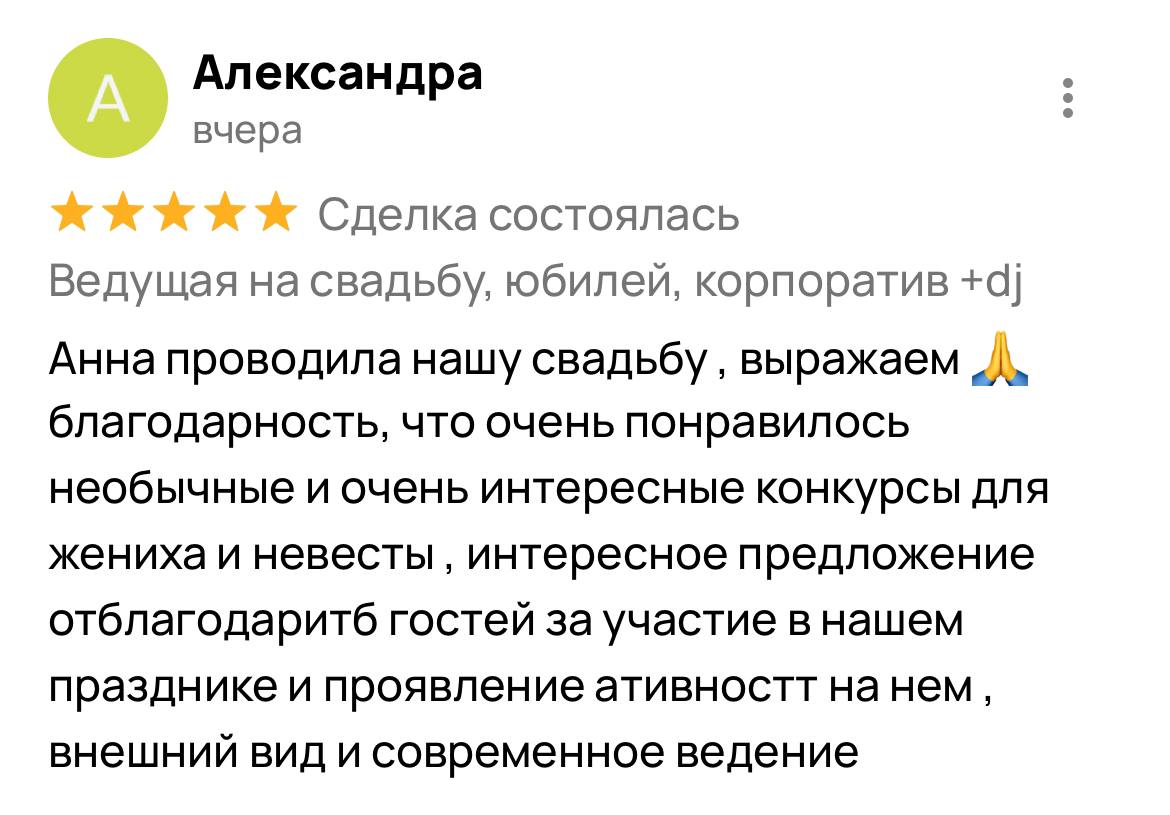 А
Александра
вчера
Сделка состоялась
Ведущая на свадьбу, юбилей, корпоратив +dj
Анна проводила нашу свадьбу , выражаем 🙏
благодарность, что очень понравилось
необычные и очень интересные конкурсы для
жениха и невесты , интересное предложение
отблагодаритб гостей за участие в нашем
празднике и проявление ативностт на нем ,
внешний вид и современное ведение